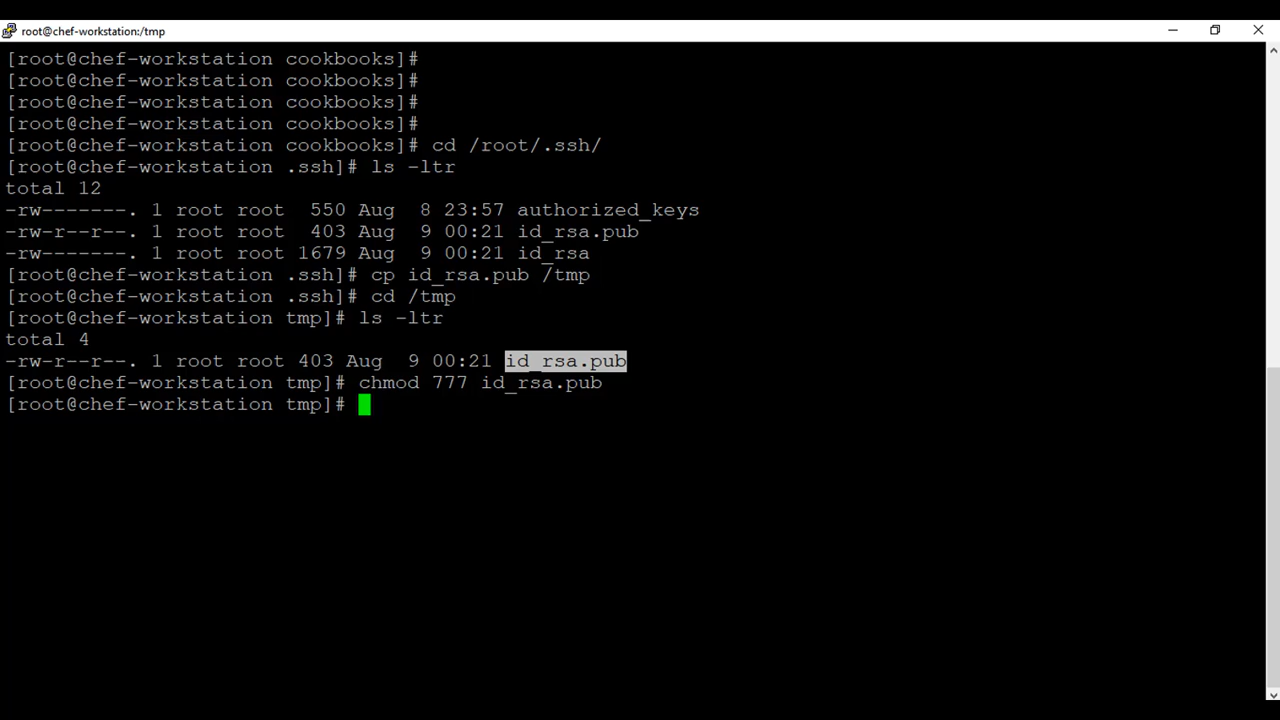 root@chef-workstation:/tmp
[root@chef-workstation cookbooks]#
[root@chef-workstation cookbooks]#
[root@chef-workstation cookbooks]#
[root@chef-workstation cookbooks]#
[root@chef-workstation cookbooks]# cd /root/.ssh/
[root@chef-workstation .ssh]# ls -ltr
total 12
-rw-------. 1 root root  550 Aug  8 23:57 authorized_keys
-rw-r--r--. 1 root root  403 Aug  9 00:21 id_rsa.pub
-rw-------. 1 root root 1679 Aug  9 00:21 id_rsa
[root@chef-workstation .ssh]# cp id_rsa.pub /tmp
[root@chef-workstation .ssh]# cd /tmp
[root@chef-workstation tmp]# ls -ltr
total 4
-rw-r--r--. 1 root root 403 Aug  9 00:21 id_rsa.pub
[root@chef-workstation tmp]# chmod 777 id_rsa.pub
[root@chef-workstation tmp]#